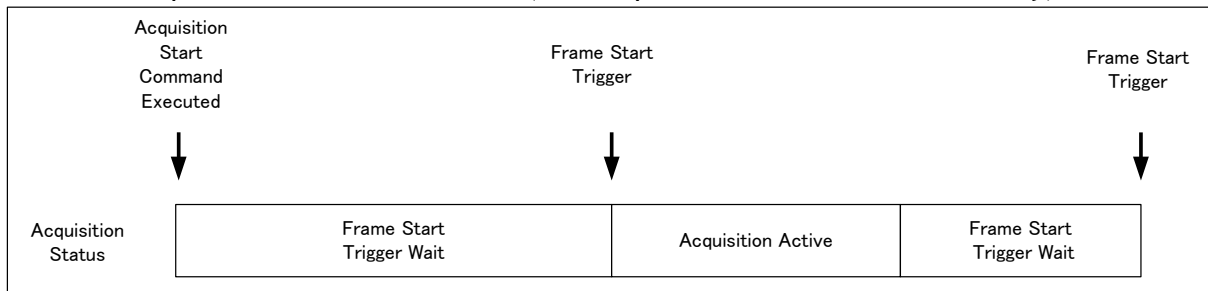 Acquisition
Start
Command
Executed
Frame Start
Trigger
Frame Start
Trigger
Acquisition
Status
Frame Start
Trigger Wait
Acquisition Active
Frame Start
Trigger Wait